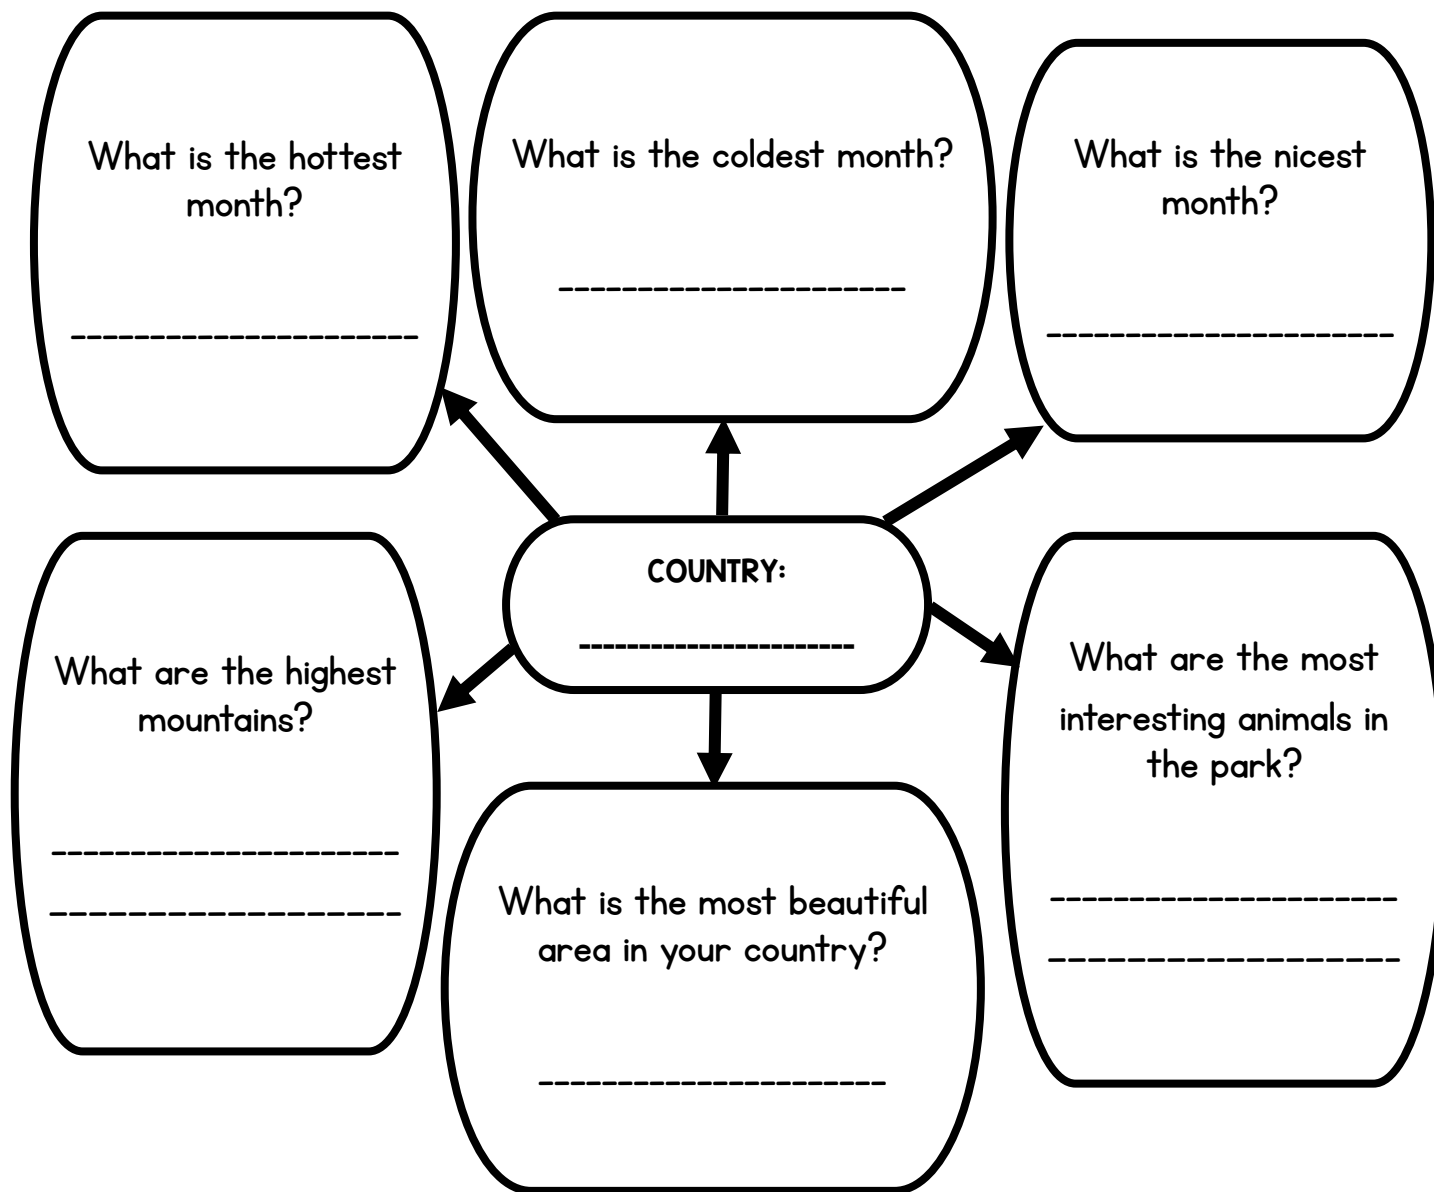 What is the hottest
month?
What is the coldest month?
What is the nicest
month?
COUNTRY:
What are the highest
mountains?
What are the most
interesting animals in
the park?
What is the most beautiful
area in your country?